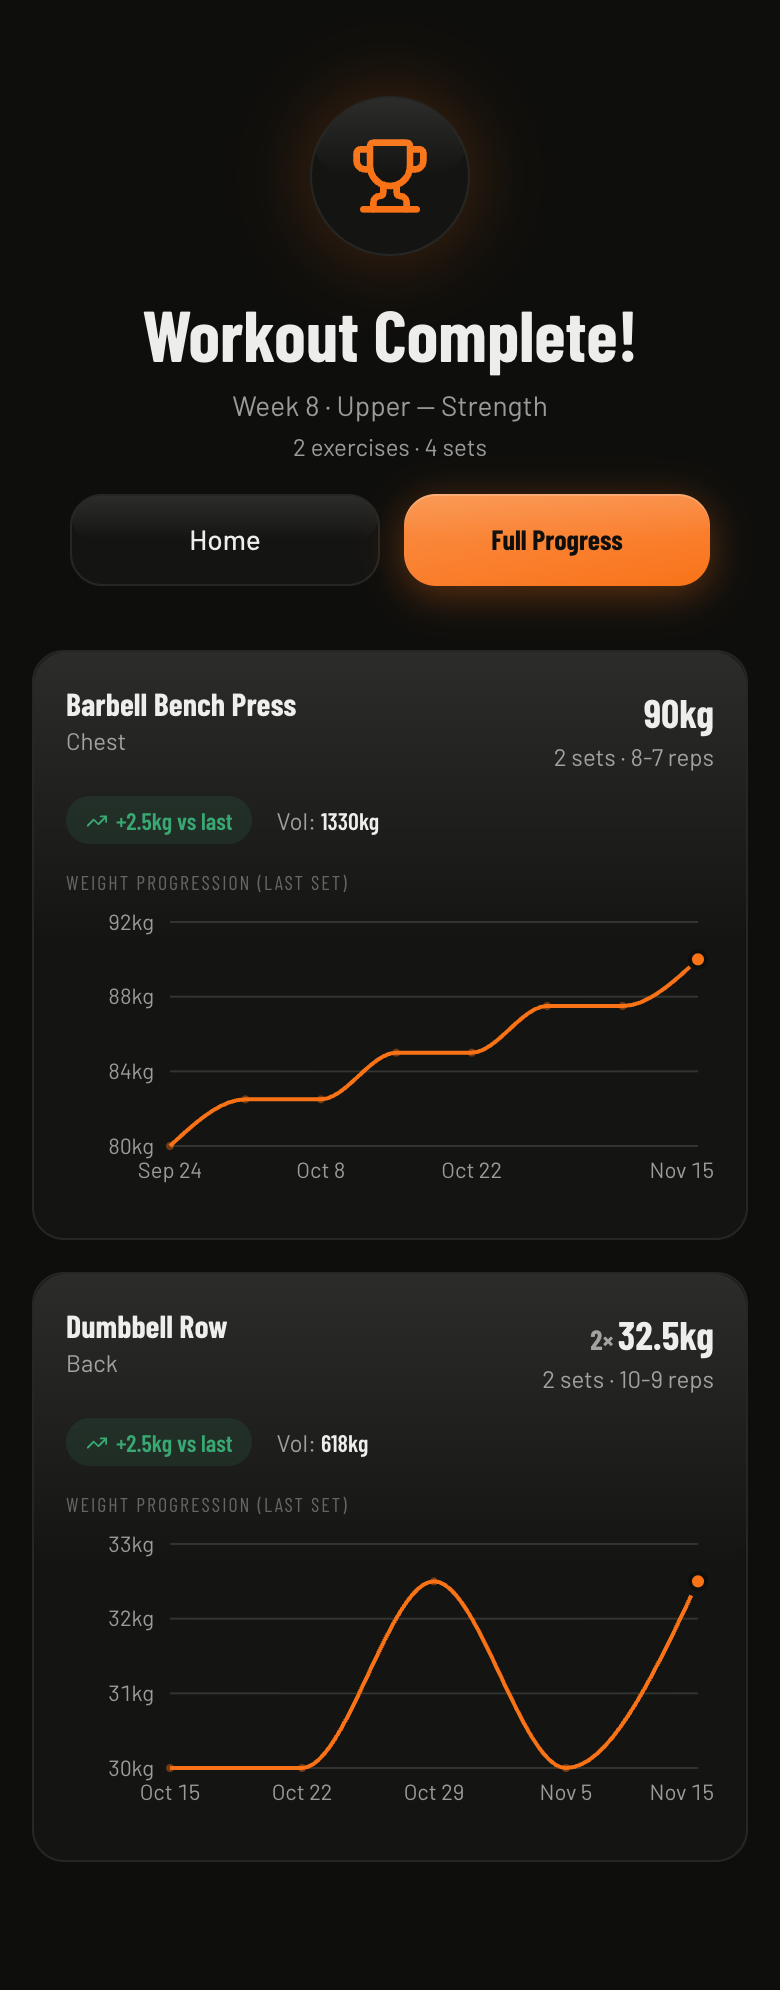 Workout Complete!
Week 8 · Upper — Strength
2 exercises · 4 sets
Home
Full Progress
Barbell Bench Press
90kg
Chest
2 sets · 8-7 reps
+2.5kg vs last
Vol: 1330kg
WEIGHT PROGRESSION (LAST SET)
92kg
88kg
84kg
80kg
Sep 24
Oct 8
Oct 22
Nov 15
Dumbbell Row
2× 32.5kg
Back
2 sets · 10-9 reps
+2.5kg vs last
Vol: 618kg
WEIGHT PROGRESSION (LAST SET)
33kg
32kg
31kg
30kg
Oct 15
Oct 22
Oct 29
Nov 5
Nov 15